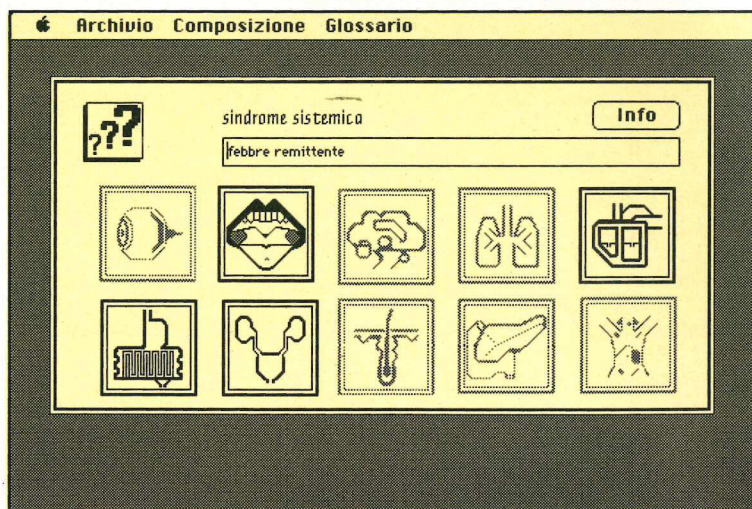 Archivio Composizione Glossario
???
sindrome sistemica
Info
febbre remittente